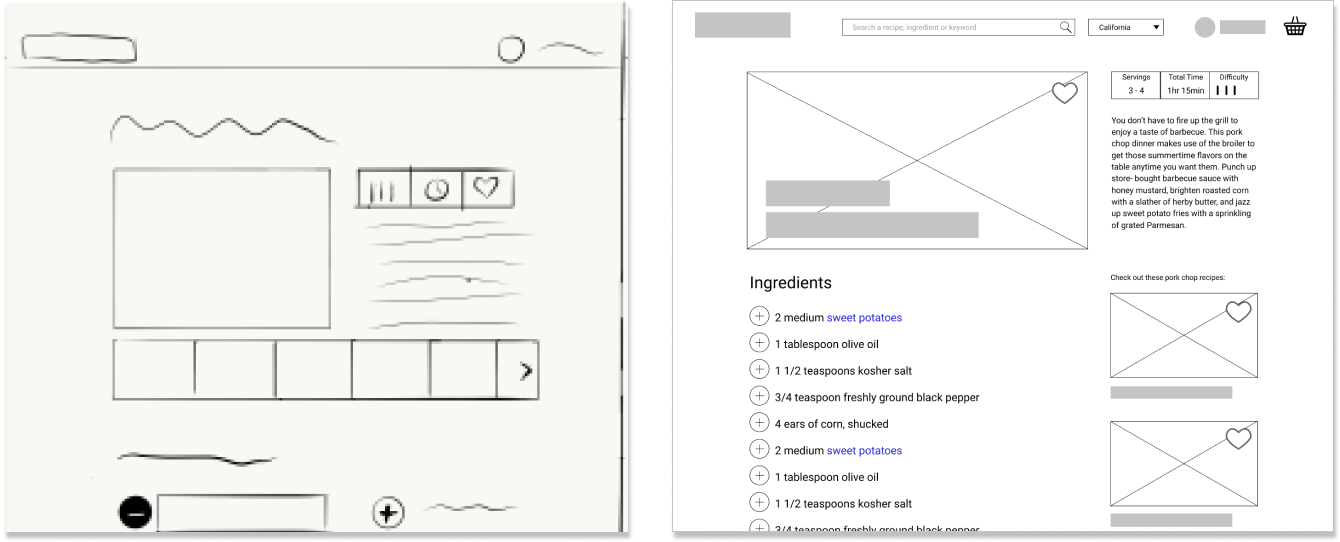 Search a recipe, ingredient or keyword
California
Servings
3 - 4
Total Time
1hr 15min
Difficulty
You don't have to fire up the grill to
enjoy a taste of barbecue. This pork
chop dinner makes use of the broiler to
get those summertime flavors on the
table anytime you want them. Punch up
store- bought barbecue sauce with
honey mustard, brighten roasted corn
with a slather of herby butter, and jazz
up sweet potato fries with a sprinkling
of grated Parmesan.
Ingredients
2 medium sweet potatoes
1 tablespoon olive oil
1 1/2 teaspoons kosher salt
3/4 teaspoon freshly ground black pepper
4 ears of corn, shucked
2 medium sweet potatoes
1 tablespoon olive oil
1 1/2 teaspoons kosher salt
3/4 teaspoon freshly ground black pepper
Check out these pork chop recipes: